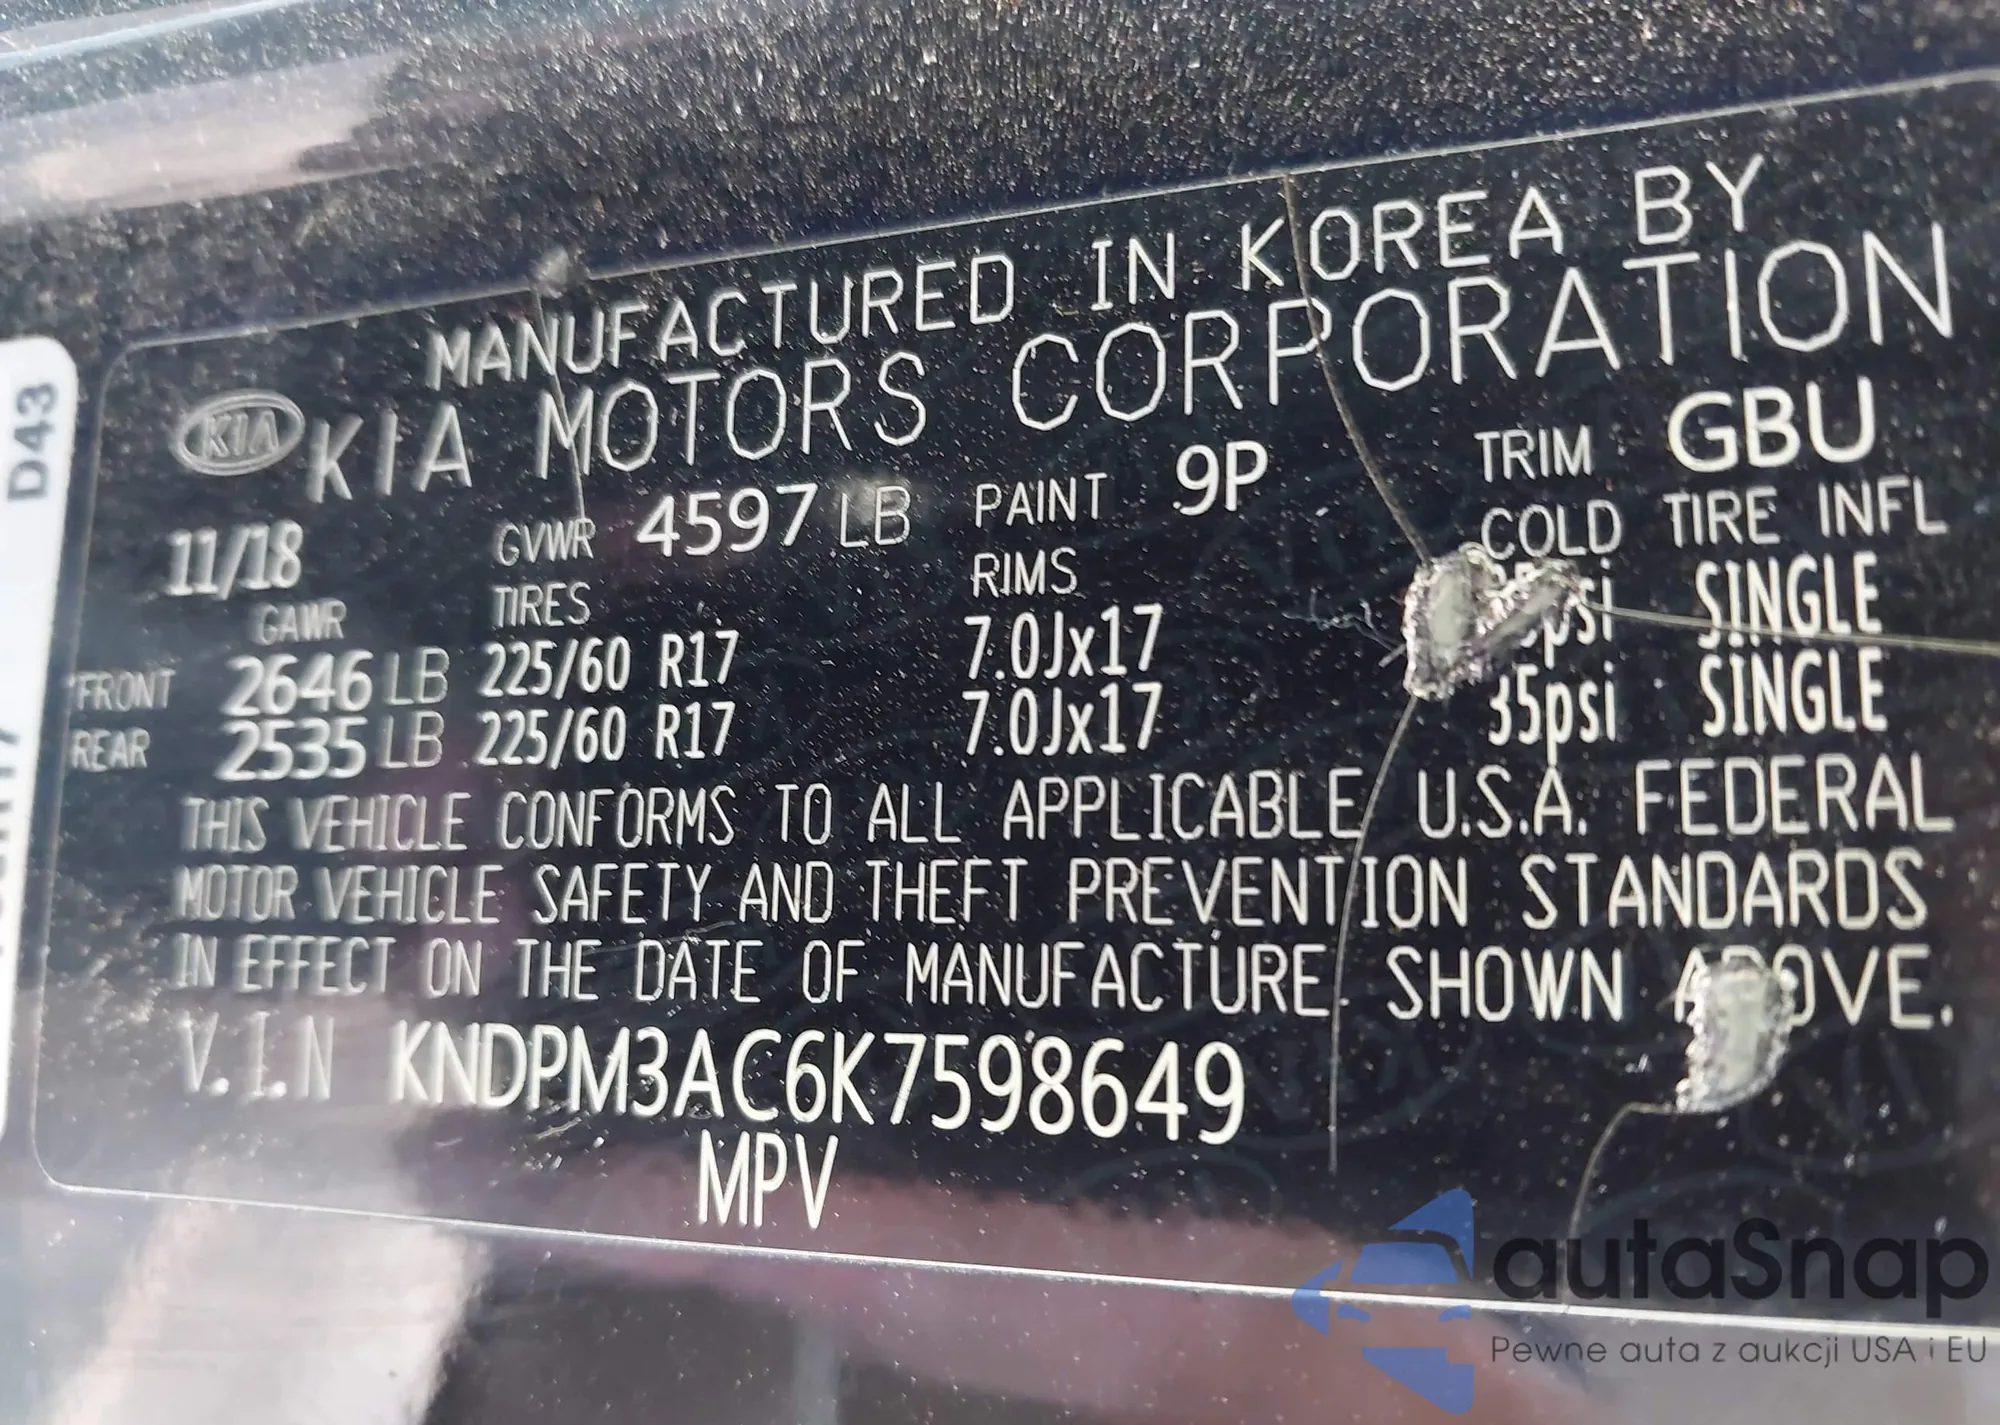 MANUFACTURED IN KOREA BY
KIA KIA MOTORS CORPORATION
11/18 GVWR 4597 LB PAINT 9P TRIM GBU
GAWR TIRES RIMS COLD TIRE INFL
FRONT 2646 LB 225/60 R17 7.0Jx17 SINGLE
REAR 2535 LB 225/60 R17 7.0Jx17 35psi SINGLE
THIS VEHICLE CONFORMS TO ALL APPLICABLE U.S.A. FEDERAL
MOTOR VEHICLE SAFETY AND THEFT PREVENTION STANDARDS
IN EFFECT ON THE DATE OF MANUFACTURE SHOWN ABOVE.
V.I.N KNDPM3AC6K7598649
MPV
D43
autaSnap
Pewne auta z aukcji USA i EU